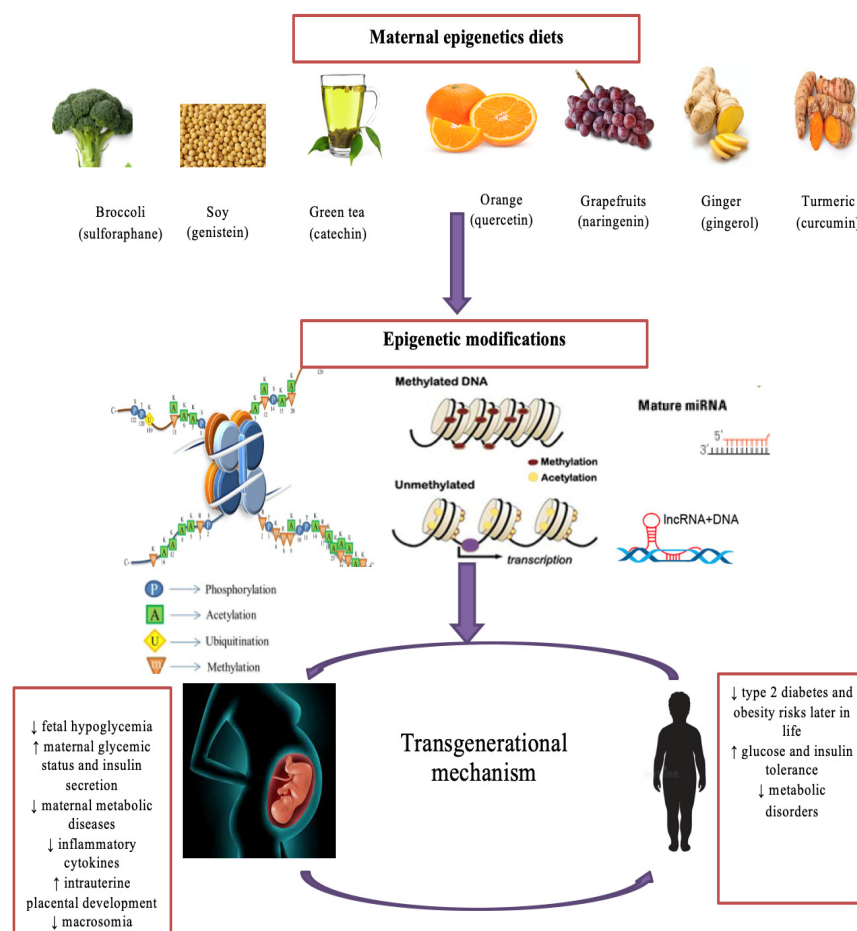 Maternal epigenetics diets
Broccoli
(sulforaphane)
Soy
(genistein)
Green tea
(catechin)
Orange
(quercetin)
Grapefruits
(naringenin)
Ginger
(gingerol)
Turmeric
(curcumin)
Epigenetic modifications
Methylated DNA
Methylation
Acetylation
Unmethylated
transcription
Mature miRNA
5'
3'
lncRNA+DNA
P Phosphorylation
A Acetylation
U Ubiquitination
m Methylation
↓ fetal hypoglycemia
↑ maternal glycemic
status and insulin
secretion
↓ maternal metabolic
diseases
↓ inflammatory
cytokines
↑ intrauterine
placental development
↓ macrosomia
Transgenerational
mechanism
↓ type 2 diabetes and
obesity risks later in
life
↑ glucose and insulin
tolerance
↓ metabolic
disorders